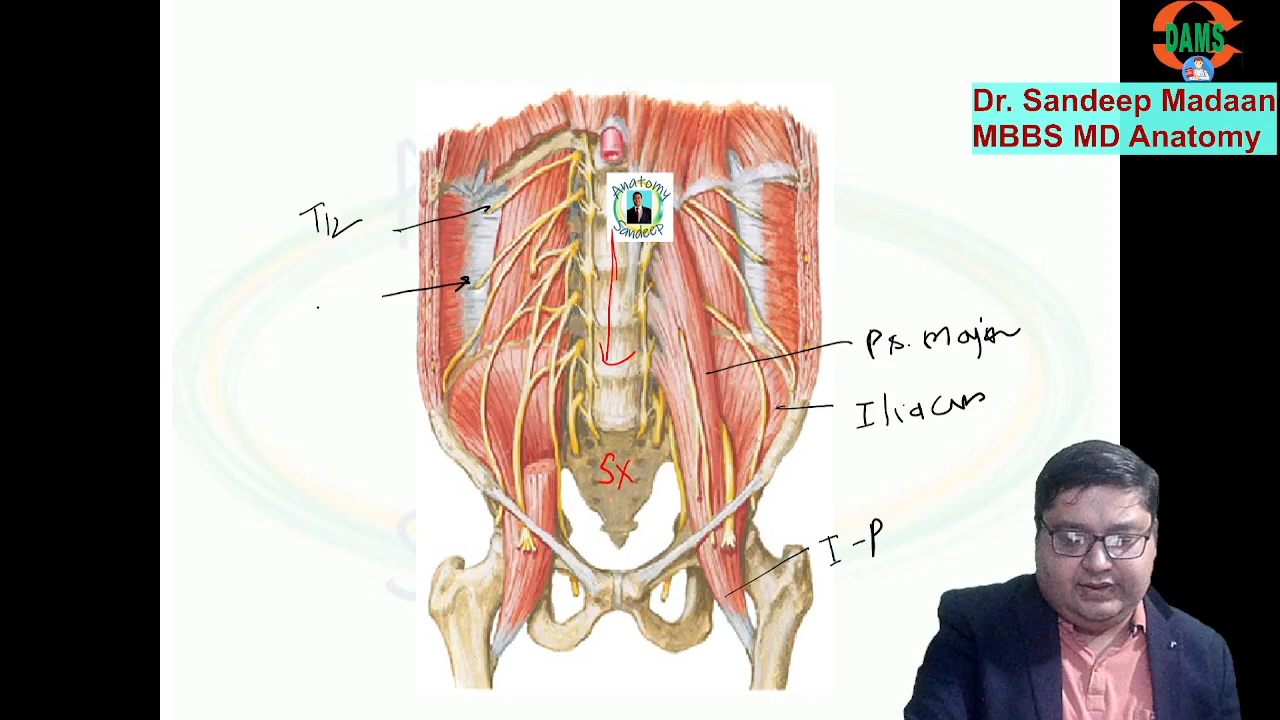 DAMS
Dr. Sandeep Madaan
MBBS MD Anatomy
Anatomy
Sandeep
T12
Ps. Major
Iliacus
Sx
I-P